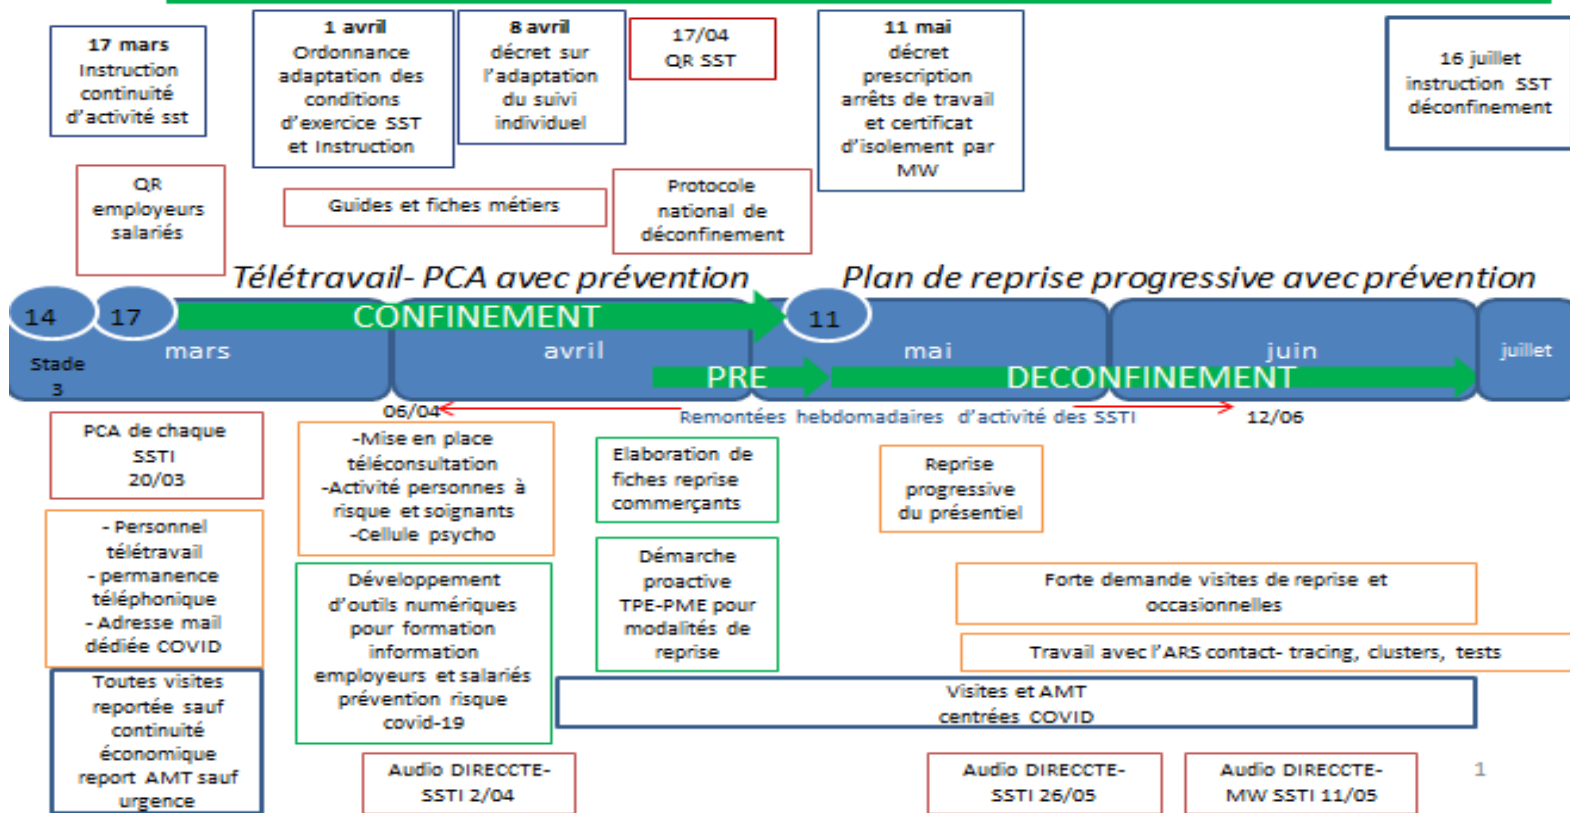 17 mars
Instruction
continuité
d'activité sst
1 avril
Ordonnance
adaptation des
conditions
d'exercice SST
et Instruction
8 avril
décret sur
l'adaptation
du suivi
individuel
17/04
QR SST
11 mai
décret
prescription
arrêts de travail
et certificat
d'isolement par
MW
16 juillet
instruction SST
déconfinement
QR
employeurs
salariés
Guides et fiches métiers
Protocole
national de
déconfinement
Télétravail- PCA avec prévention
Plan de reprise progressive avec prévention
14
17
CONFINEMENT
11
mars
avril
mai
juin
juillet
Stade
3
PRE
DECONFINEMENT
06/04
Remontées hebdomadaires d'activité des SSTI
12/06
PCA de chaque
SSTI
20/03
-Mise en place
téléconsultation
-Activité personnes à
risque et soignants
-Cellule psycho
Elaboration de
fiches reprise
commerçants
Reprise
progressive
du présentiel
- Personnel
télétravail
- permanence
téléphonique
- Adresse mail
dédiée COVID
Développement
d'outils numériques
pour formation
information
employeurs et salariés
prévention risque
covid-19
Démarche
proactive
TPE-PME pour
modalités de
reprise
Forte demande visites de reprise et
occasionnelles
Travail avec l'ARS contact- tracing, clusters, tests
Toutes visites
reportée sauf
continuité
économique
report AMT sauf
urgence
Visites et AMT
centrées COVID
Audio DIRECCTE-
SSTI 2/04
Audio DIRECCTE-
SSTI 26/05
Audio DIRECCTE-
MW SSTI 11/05
1